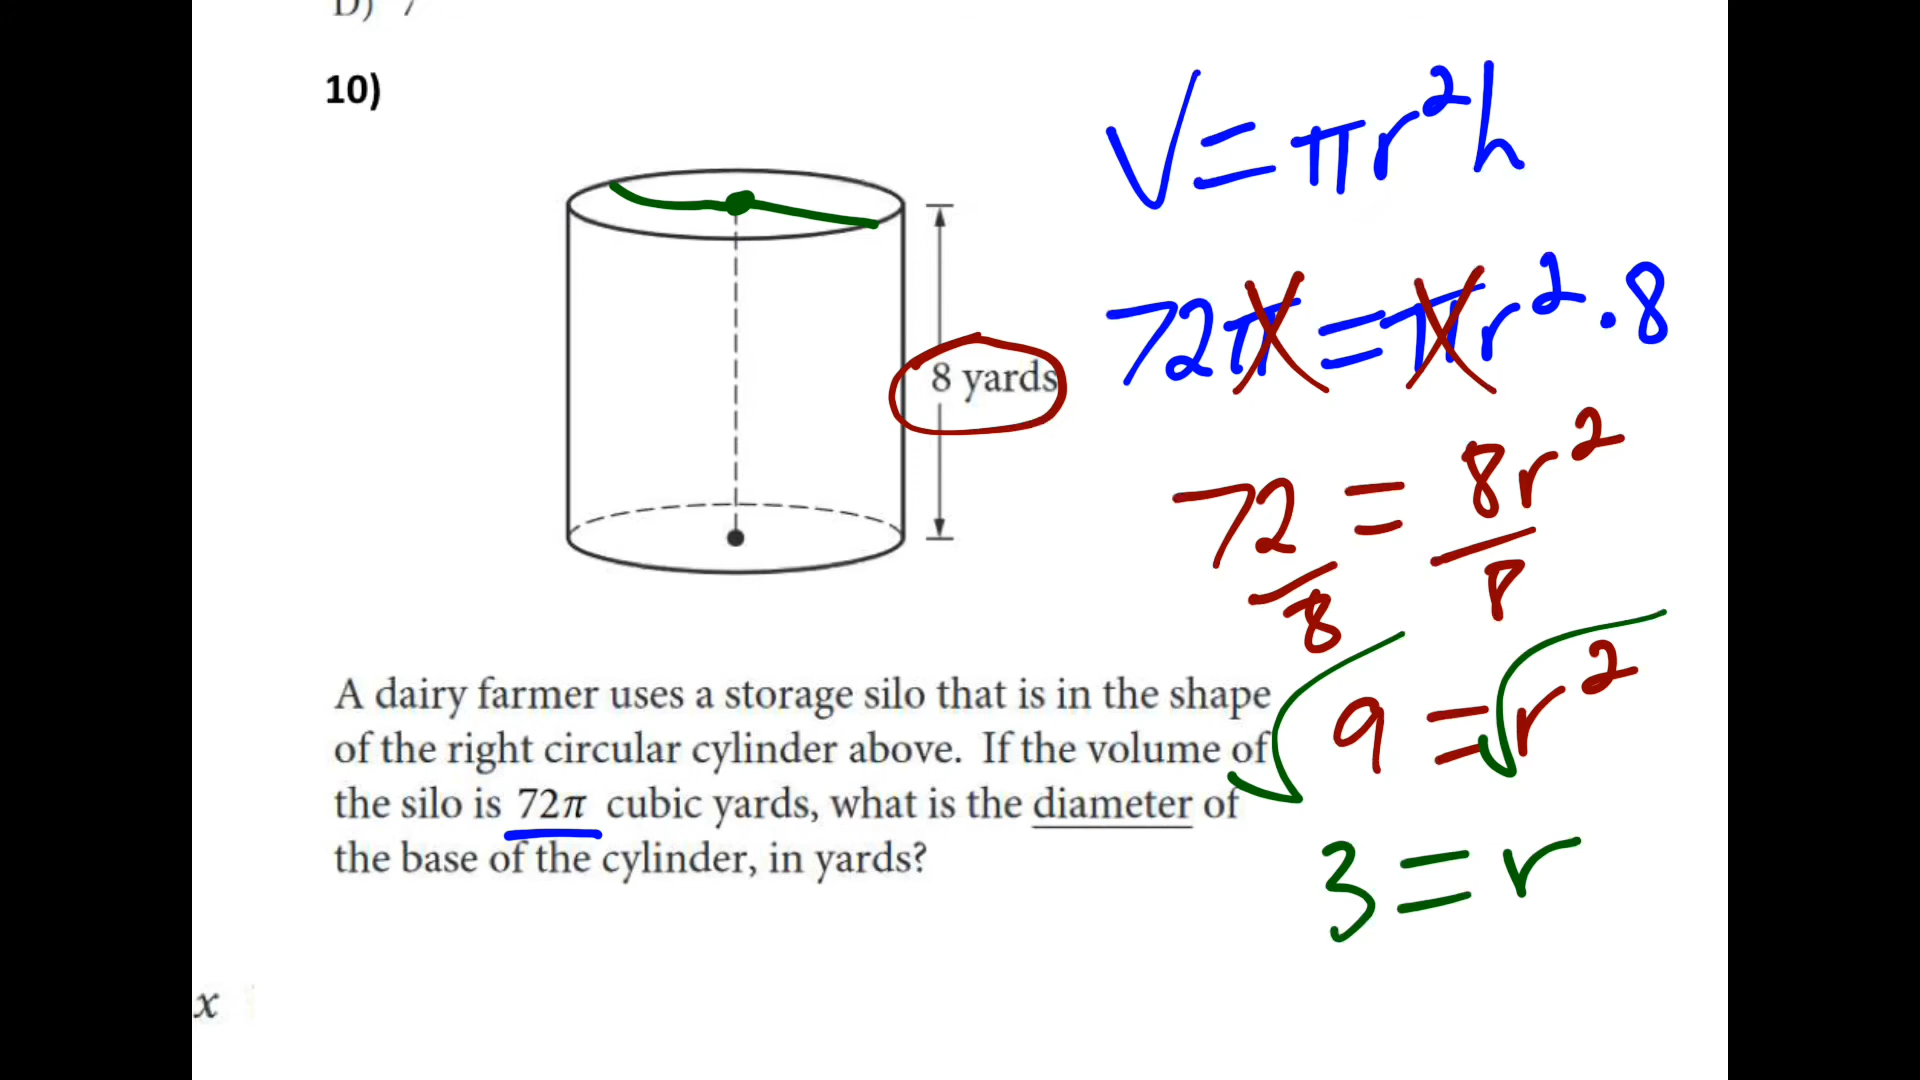 D) 7
10)
V = πr²h
72π = πr² · 8
8 yards
72 = 8r²
8 8
9 = r²
3 = r
A dairy farmer uses a storage silo that is in the shape
of the right circular cylinder above. If the volume of
the silo is 72π cubic yards, what is the diameter of
the base of the cylinder, in yards?
x